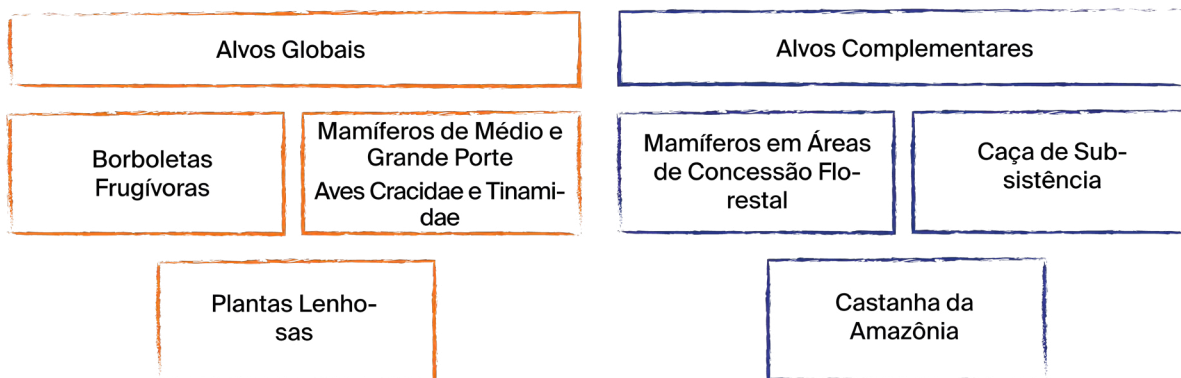 Alvos Globais
Borboletas
Frugívoras
Mamíferos de Médio e
Grande Porte
Aves Cracidae e Tinami-
dae
Plantas Lenho-
sas
Alvos Complementares
Mamíferos em Áreas
de Concessão Flo-
restal
Caça de Sub-
sistência
Castanha da
Amazônia